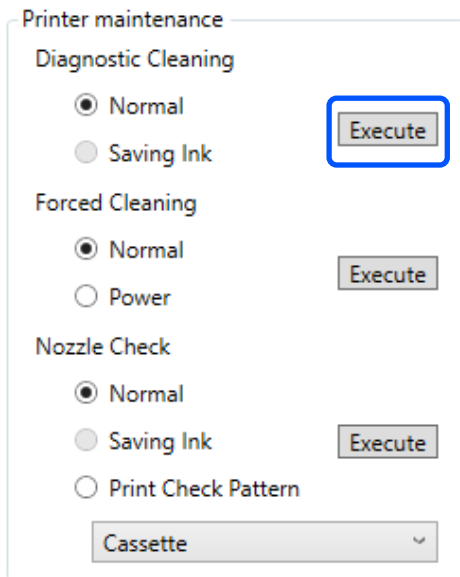 Printer maintenance
Diagnostic Cleaning
Normal
Execute
Saving Ink
Forced Cleaning
Normal
Execute
Power
Nozzle Check
Normal
Saving Ink
Execute
Print Check Pattern
Cassette